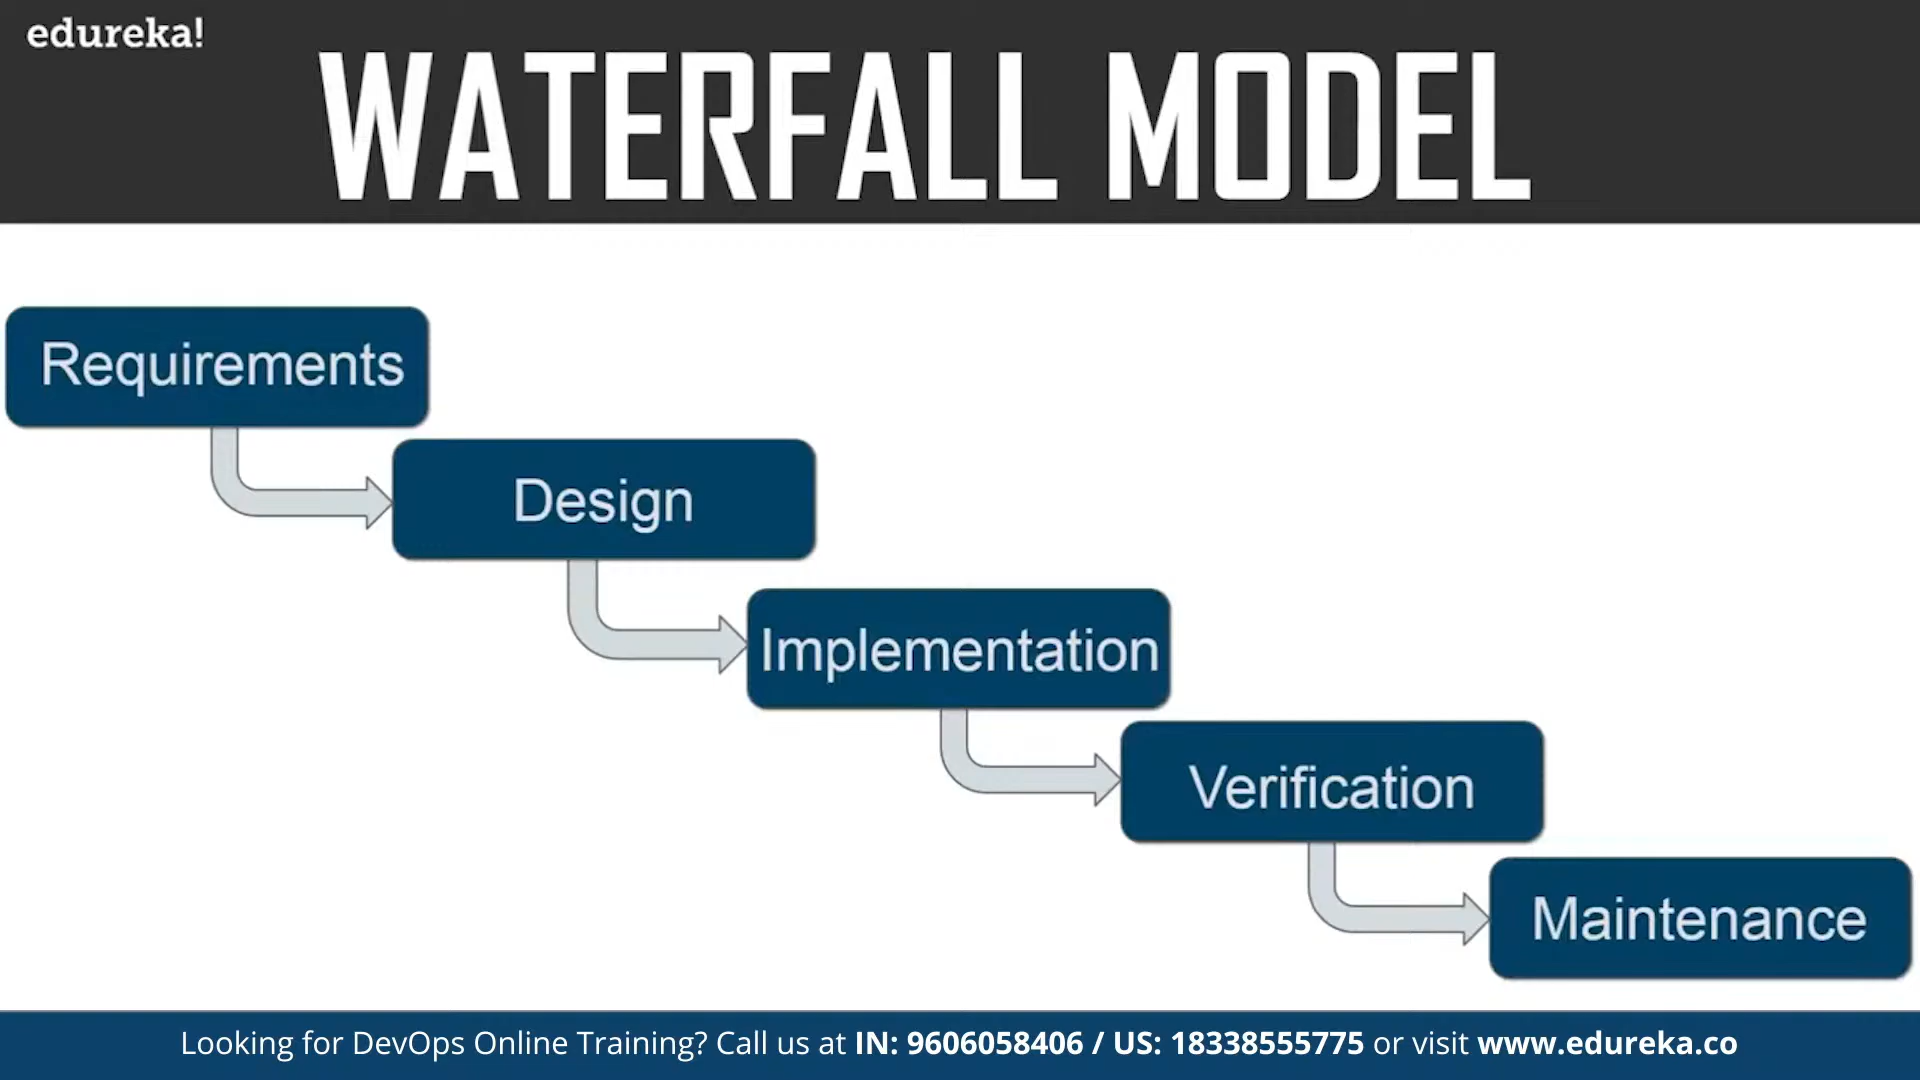 edureka!
WATERFALL MODEL
Requirements
Design
Implementation
Verification
Maintenance
Looking for DevOps Online Training? Call us at IN: 9606058406 / US: 18338555775 or visit www.edureka.co